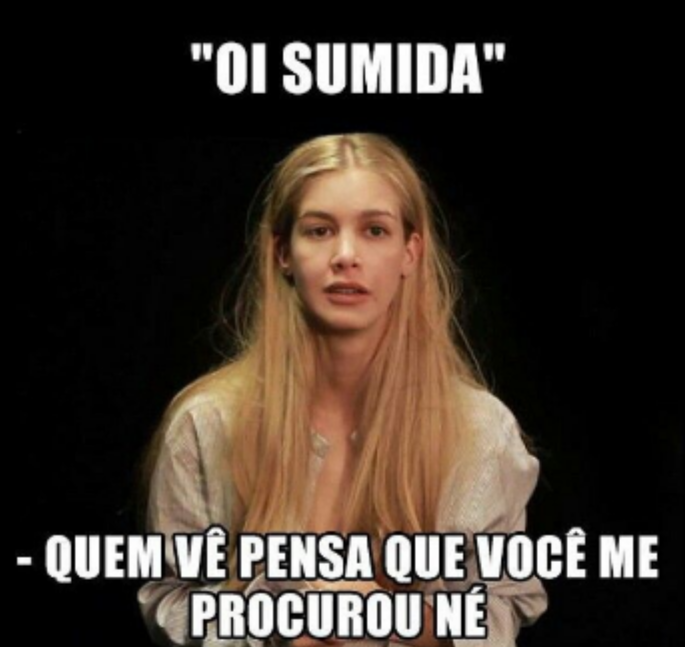 "OI SUMIDA"
- QUEM VÊ PENSA QUE VOCÊ ME
PROCUROU NÉ